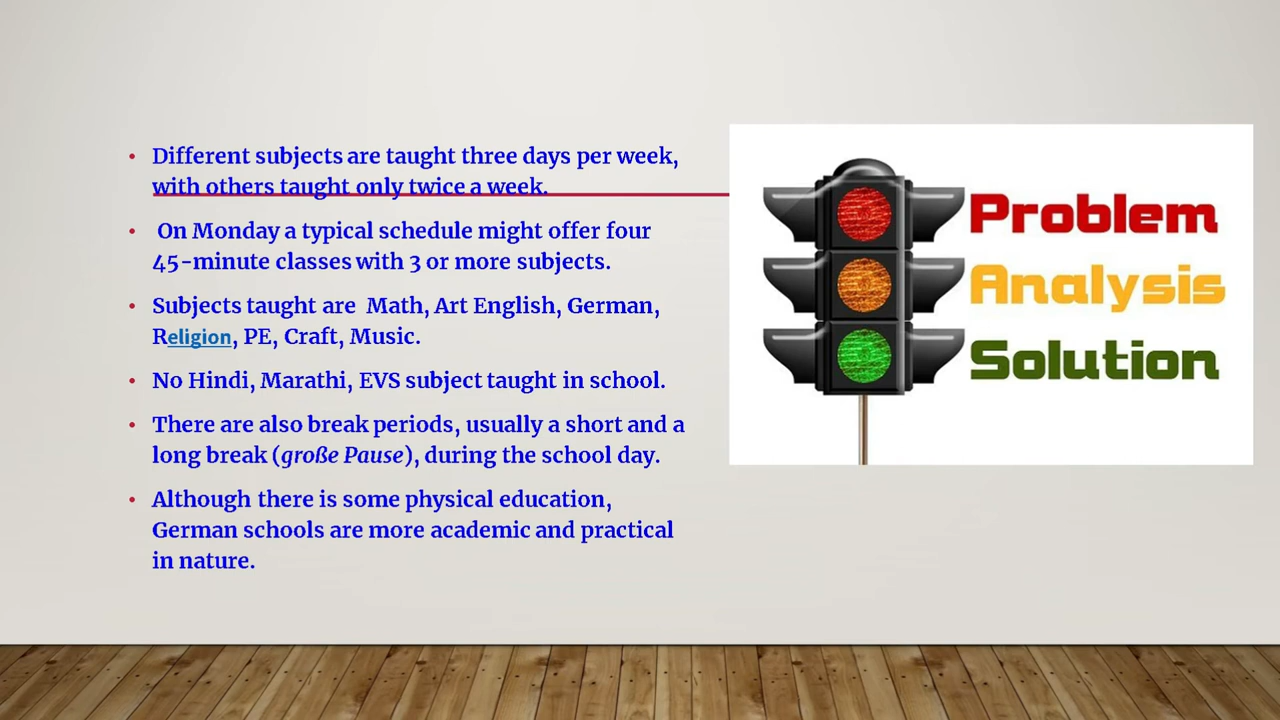 • Different subjects are taught three days per week,
with others taught only twice a week.
• On Monday a typical schedule might offer four
45-minute classes with 3 or more subjects.
• Subjects taught are Math, Art English, German,
Religion, PE, Craft, Music.
• No Hindi, Marathi, EVS subject taught in school.
• There are also break periods, usually a short and a
long break (große Pause), during the school day.
• Although there is some physical education,
German schools are more academic and practical
in nature.
Problem
Analysis
Solution